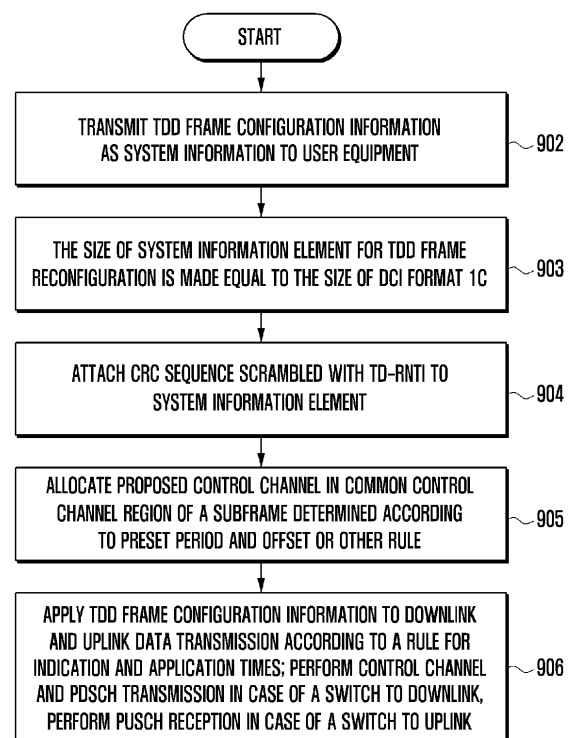 START
TRANSMIT TDD FRAME CONFIGURATION INFORMATION
AS SYSTEM INFORMATION TO USER EQUIPMENT
902
THE SIZE OF SYSTEM INFORMATION ELEMENT FOR TDD FRAME
RECONFIGURATION IS MADE EQUAL TO THE SIZE OF DCI FORMAT 1C
903
ATTACH CRC SEQUENCE SCRAMBLED WITH TD-RNTI TO
SYSTEM INFORMATION ELEMENT
904
ALLOCATE PROPOSED CONTROL CHANNEL IN COMMON CONTROL
CHANNEL REGION OF A SUBFRAME DETERMINED ACCORDING
TO PRESET PERIOD AND OFFSET OR OTHER RULE
905
APPLY TDD FRAME CONFIGURATION INFORMATION TO DOWNLINK
AND UPLINK DATA TRANSMISSION ACCORDING TO A RULE FOR
INDICATION AND APPLICATION TIMES; PERFORM CONTROL CHANNEL
AND PDSCH TRANSMISSION IN CASE OF A SWITCH TO DOWNLINK,
PERFORM PUSCH RECEPTION IN CASE OF A SWITCH TO UPLINK
906